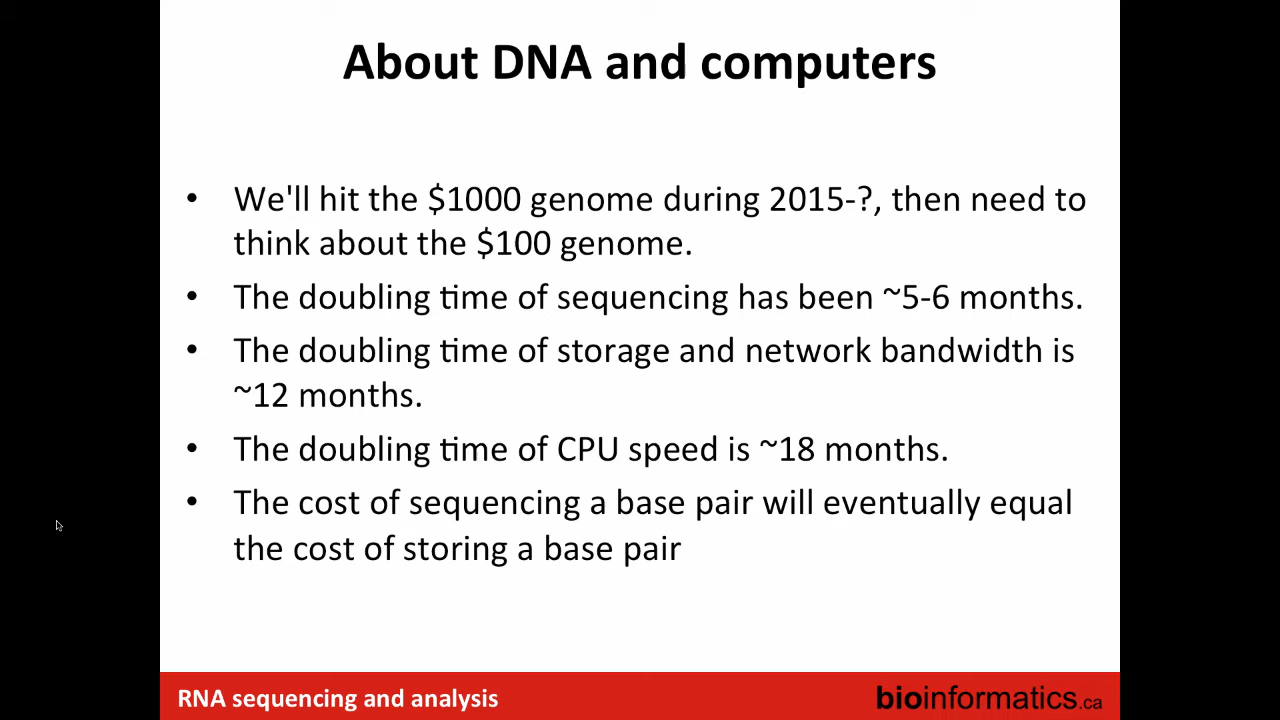 About DNA and computers
• We'll hit the $1000 genome during 2015-?, then need to
think about the $100 genome.
• The doubling time of sequencing has been ~5-6 months.
• The doubling time of storage and network bandwidth is
~12 months.
• The doubling time of CPU speed is ~18 months.
• The cost of sequencing a base pair will eventually equal
the cost of storing a base pair
RNA sequencing and analysis
bioinformatics.ca